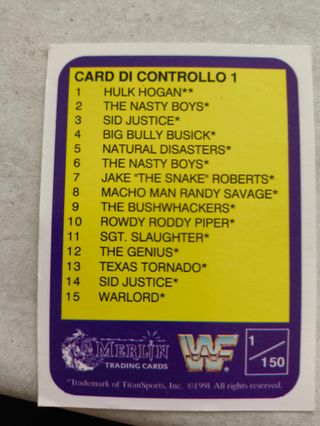 CARD DI CONTROLLO 1
1 HULK HOGAN**
2 THE NASTY BOYS*
3 SID JUSTICE*
4 BIG BULLY BUSICK*
5 NATURAL DISASTERS*
6 THE NASTY BOYS*
7 JAKE "THE SNAKE" ROBERTS*
8 MACHO MAN RANDY SAVAGE*
9 THE BUSHWHACKERS*
10 ROWDY RODDY PIPER*
11 SGT. SLAUGHTER*
12 THE GENIUS*
13 TEXAS TORNADO*
14 SID JUSTICE*
15 WARLORD*
MERLIN
TRADING CARDS
WF
1/150
*Trademark of TitanSports, Inc. ©1991 All rights reserved.